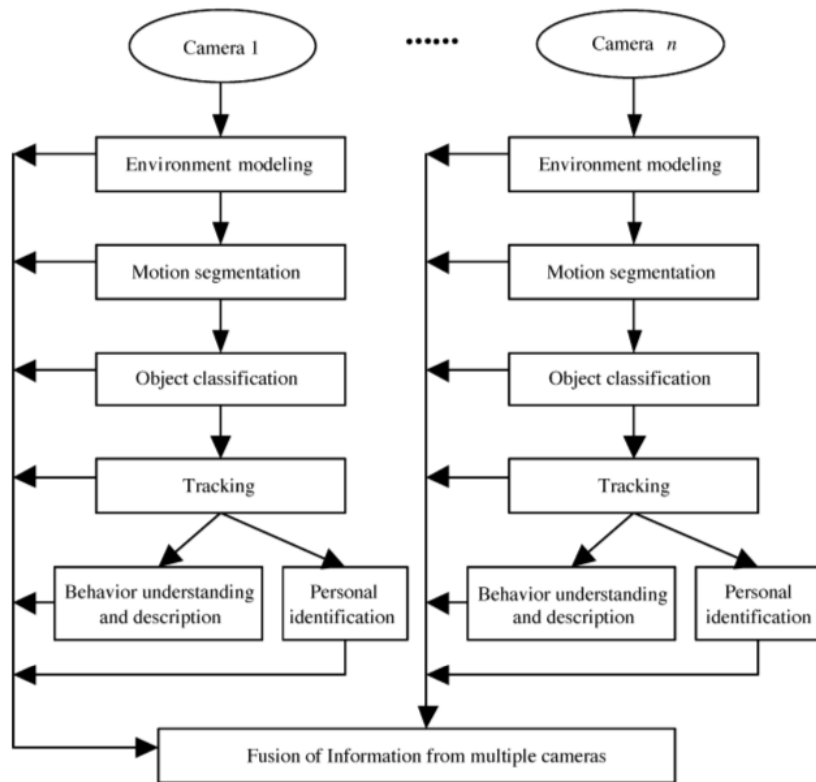 Camera 1
......
Camera n
Environment modeling
Environment modeling
Motion segmentation
Motion segmentation
Object classification
Object classification
Tracking
Tracking
Behavior understanding
and description
Personal
identification
Behavior understanding
and description
Personal
identification
Fusion of Information from multiple cameras